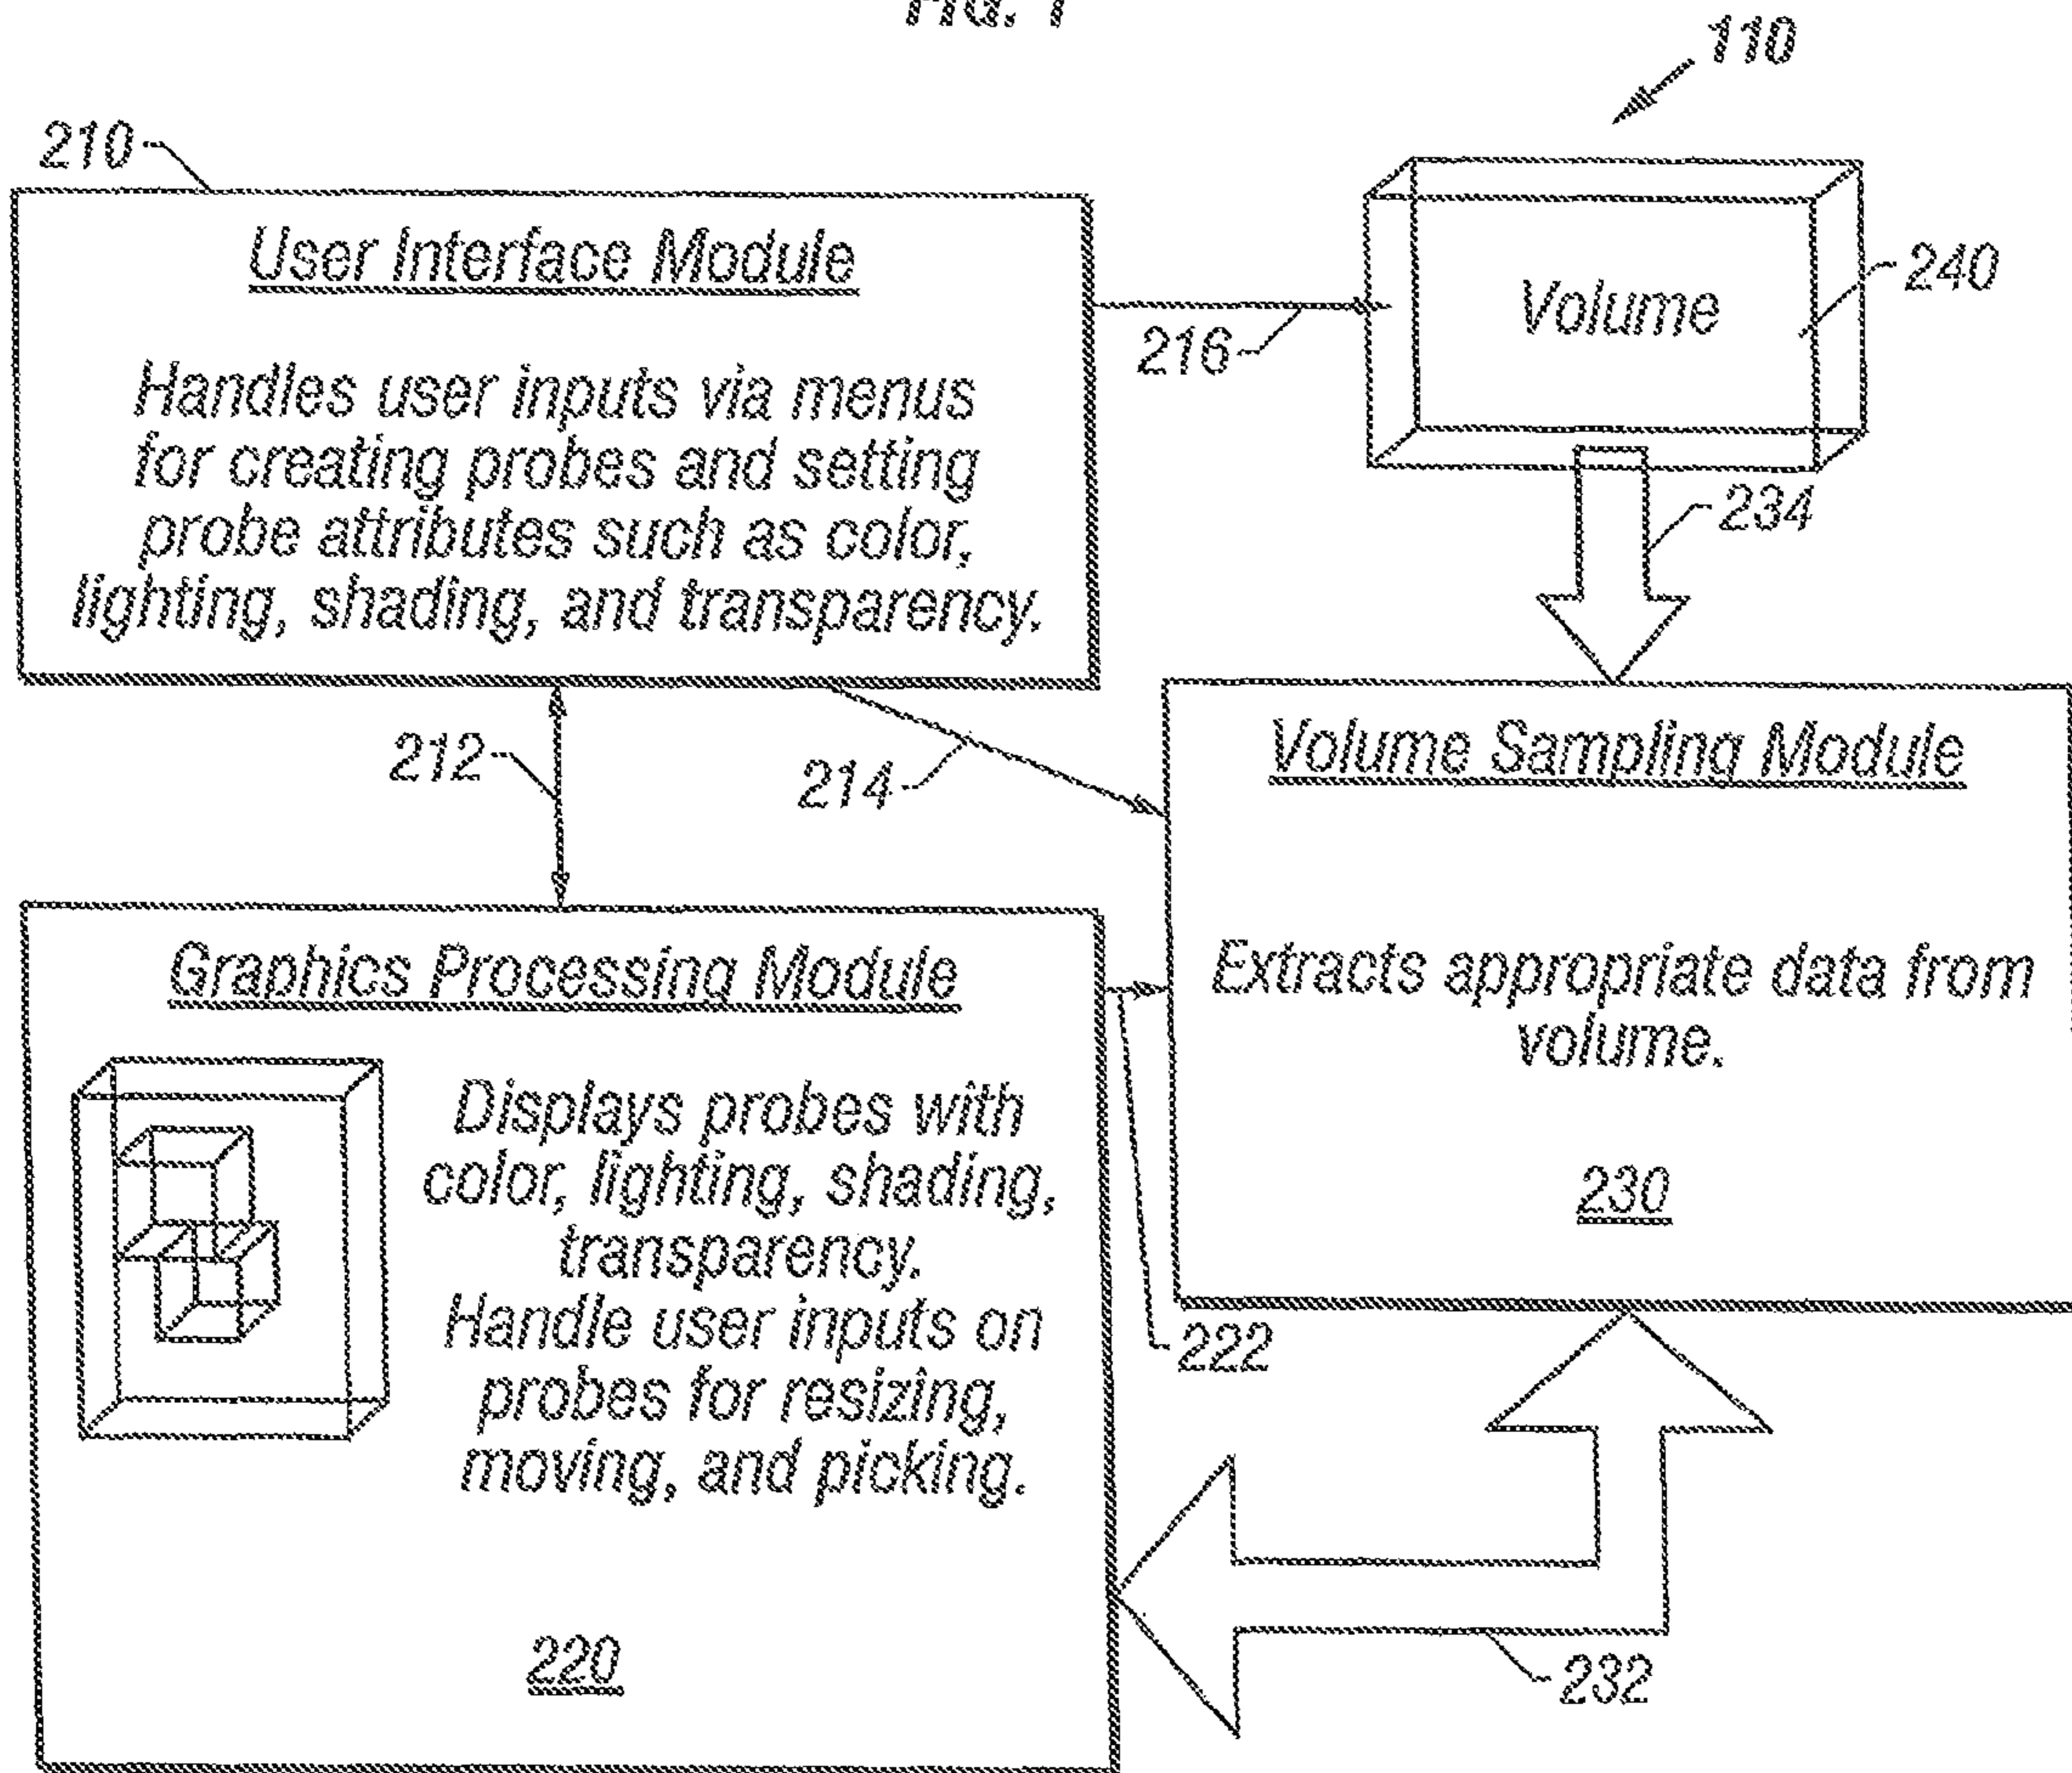 FIG. 1
110
210
User Interface Module
Handles user inputs via menus
for creating probes and setting
probe attributes such as color,
lighting, shading, and transparency.
216
Volume
240
234
212
214
Volume Sampling Module
Extracts appropriate data from
volume.
230
Graphics Processing Module
Displays probes with
color, lighting, shading,
transparency.
Handle user inputs on
probes for resizing,
moving, and picking.
220
222
232